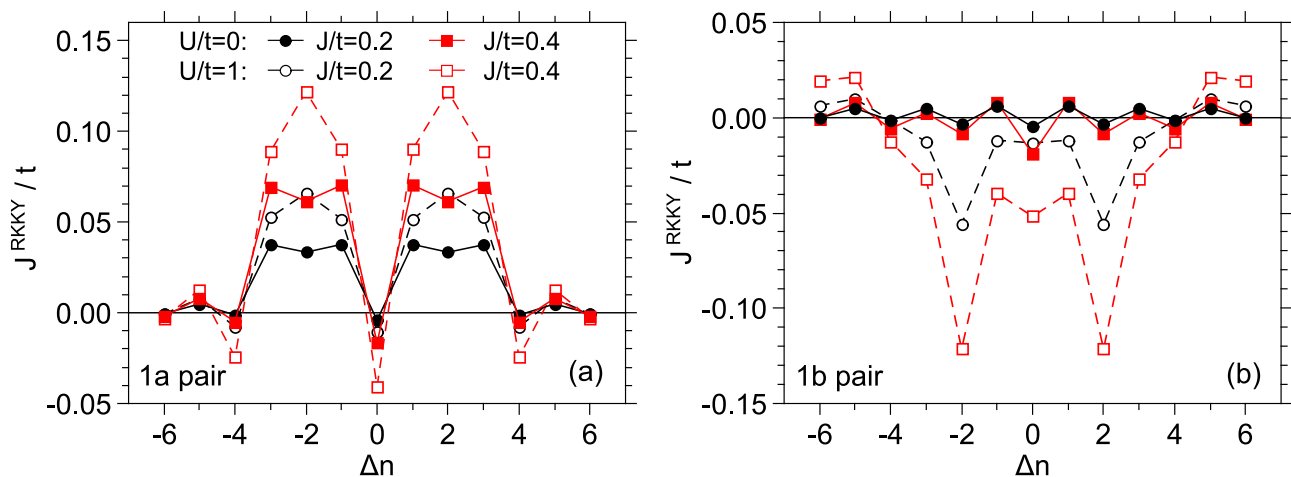 U/t=0: J/t=0.2 J/t=0.4
U/t=1: J/t=0.2 J/t=0.4
0.15
0.10
0.05
0.00
-0.05
J^RKKY / t
1a pair
(a)
-6 -4 -2 0 2 4 6
Δn
0.05
0.00
-0.05
-0.10
-0.15
J^RKKY / t
1b pair
(b)
-6 -4 -2 0 2 4 6
Δn